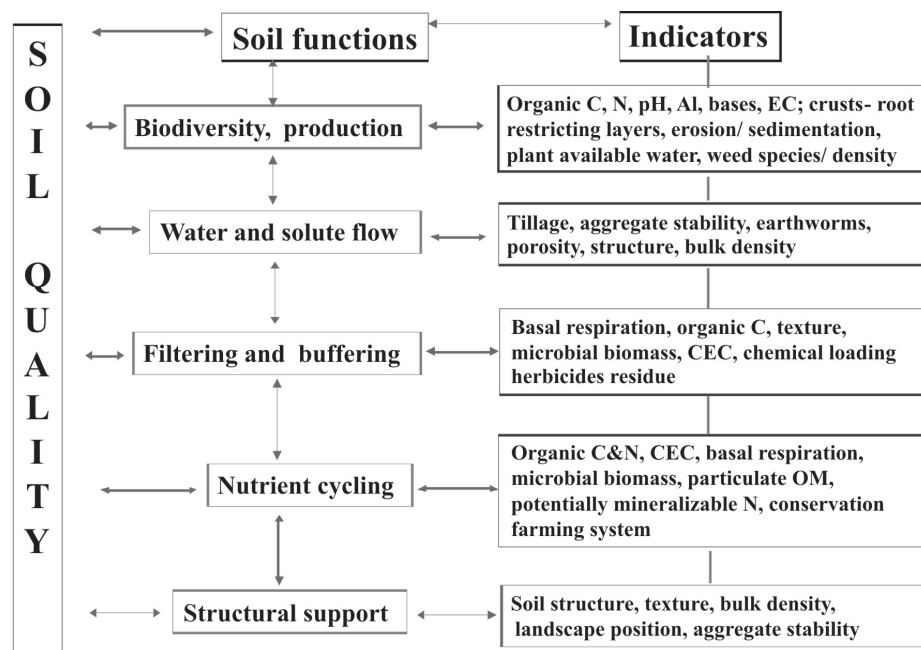 SOIL QUALITY
Soil functions
Indicators
Biodiversity, production
Organic C, N, pH, Al, bases, EC; crusts- root
restricting layers, erosion/ sedimentation,
plant available water, weed species/ density
Water and solute flow
Tillage, aggregate stability, earthworms,
porosity, structure, bulk density
Filtering and buffering
Basal respiration, organic C, texture,
microbial biomass, CEC, chemical loading
herbicides residue
Nutrient cycling
Organic C&N, CEC, basal respiration,
microbial biomass, particulate OM,
potentially mineralizable N, conservation
farming system
Structural support
Soil structure, texture, bulk density,
landscape position, aggregate stability